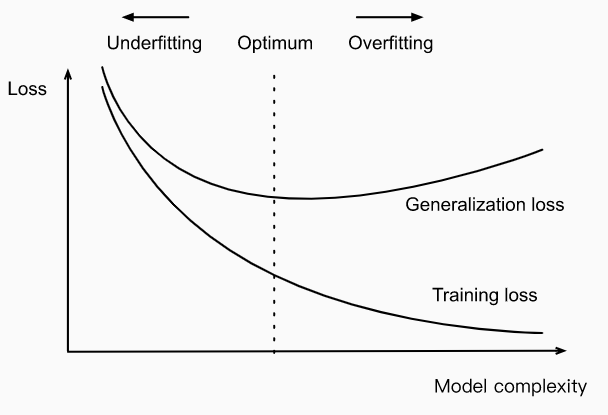 Underfitting Optimum Overfitting
Loss
Generalization loss
Training loss
Model complexity